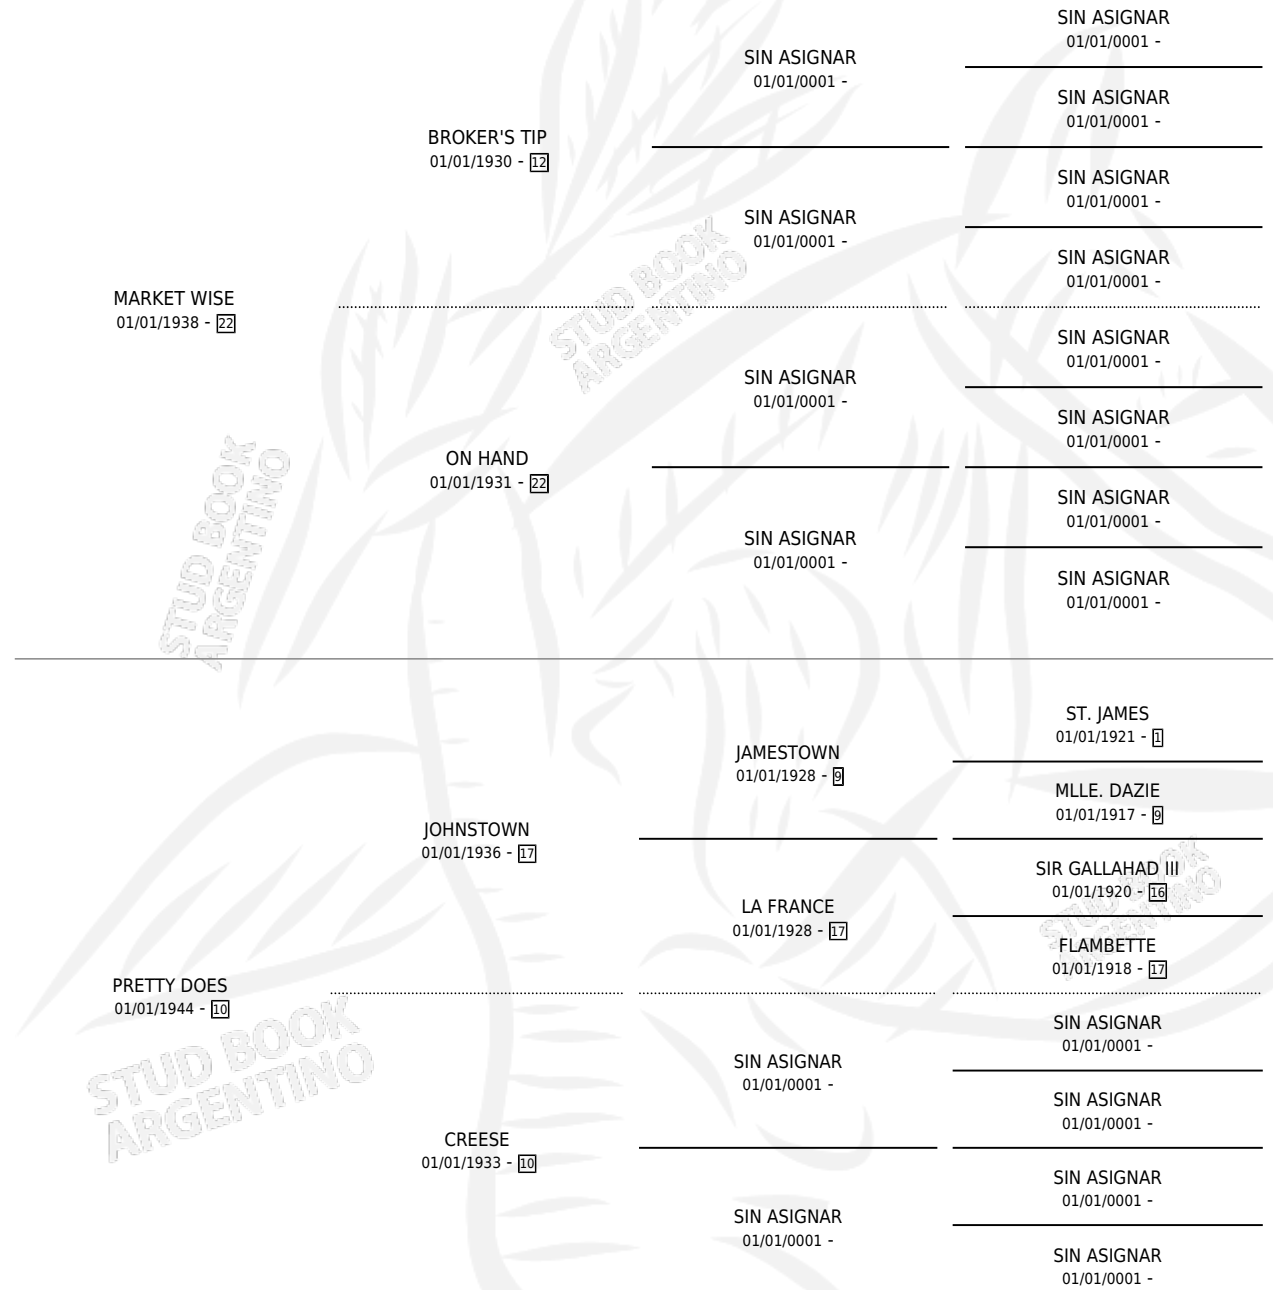 SIN ASIGNAR
01/01/0001 -
SIN ASIGNAR
01/01/0001 -
SIN ASIGNAR
01/01/0001 -
BROKER'S TIP
01/01/1930 - 12
SIN ASIGNAR
01/01/0001 -
SIN ASIGNAR
01/01/0001 -
SIN ASIGNAR
01/01/0001 -
MARKET WISE
01/01/1938 - 22
SIN ASIGNAR
01/01/0001 -
SIN ASIGNAR
01/01/0001 -
SIN ASIGNAR
01/01/0001 -
ON HAND
01/01/1931 - 22
SIN ASIGNAR
01/01/0001 -
SIN ASIGNAR
01/01/0001 -
SIN ASIGNAR
01/01/0001 -
STUD BOOK
ARGENTINO
STUD BOOK
ARGENTINO
ST. JAMES
01/01/1921 - 1
JAMESTOWN
01/01/1928 - 9
MLLE. DAZIE
01/01/1917 - 9
JOHNSTOWN
01/01/1936 - 17
SIR GALLAHAD III
01/01/1920 - 16
LA FRANCE
01/01/1928 - 17
FLAMBETTE
01/01/1918 - 17
STUD BOOK
ARGENTINO
PRETTY DOES
01/01/1944 - 10
SIN ASIGNAR
01/01/0001 -
SIN ASIGNAR
01/01/0001 -
SIN ASIGNAR
01/01/0001 -
CREESE
01/01/1933 - 10
SIN ASIGNAR
01/01/0001 -
SIN ASIGNAR
01/01/0001 -
SIN ASIGNAR
01/01/0001 -
STUD BOOK
ARGENTINO